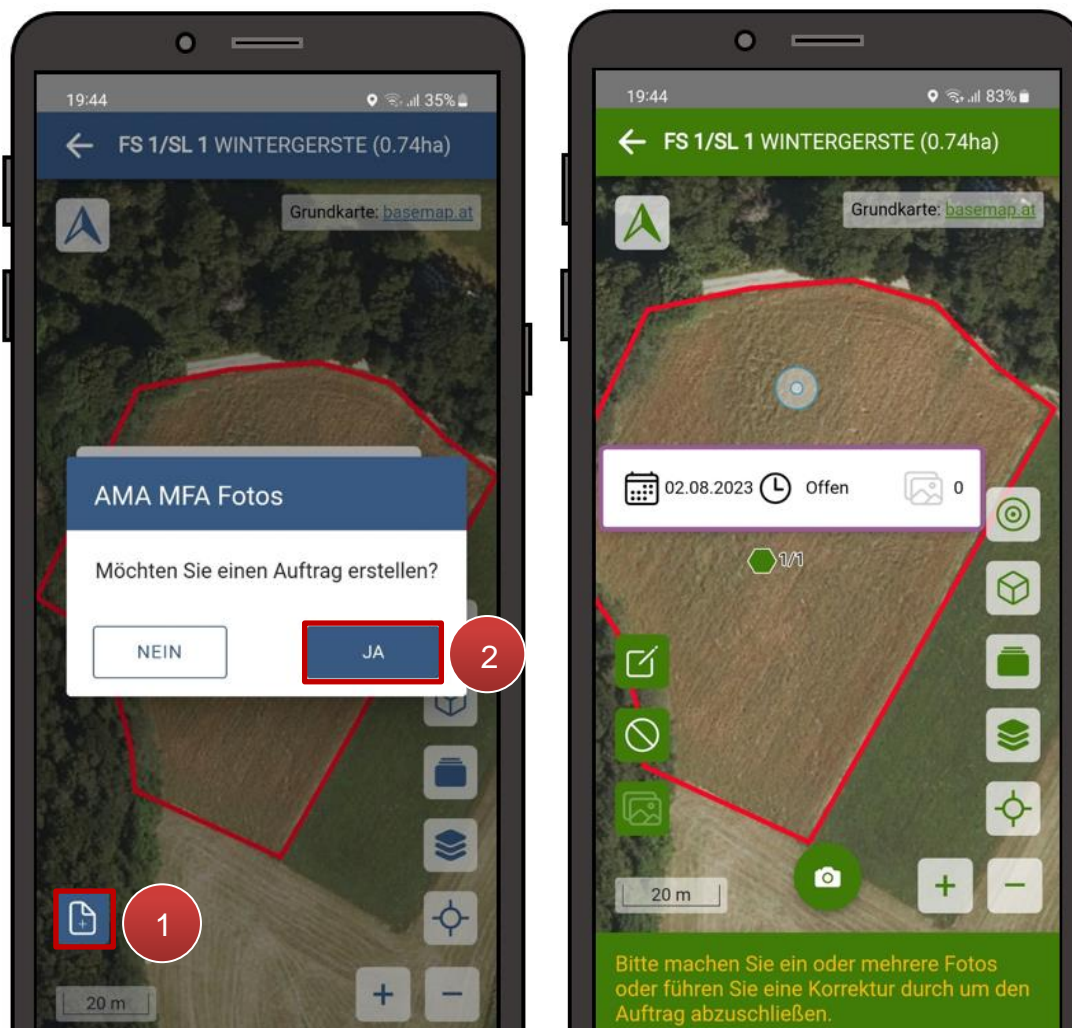 19:44
35%
FS 1/SL 1 WINTERGERSTE (0.74ha)
Grundkarte: basemap.at
AMA MFA Fotos
Möchten Sie einen Auftrag erstellen?
NEIN
JA
2
1
20 m
19:44
83%
FS 1/SL 1 WINTERGERSTE (0.74ha)
Grundkarte: basemap.at
02.08.2023 Offen 0
1/1
20 m
Bitte machen Sie ein oder mehrere Fotos
oder führen Sie eine Korrektur durch um den
Auftrag abzuschließen.